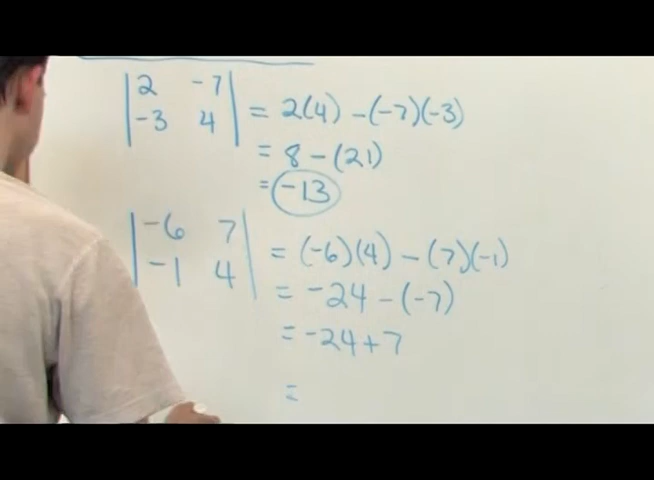 |2 -7| = 2(4) - (-7)(-3)
|-3 4|
= 8 - (21)
= -13
|-6 7| = (-6)(4) - (7)(-1)
|-1 4|
= -24 - (-7)
= -24 + 7
=